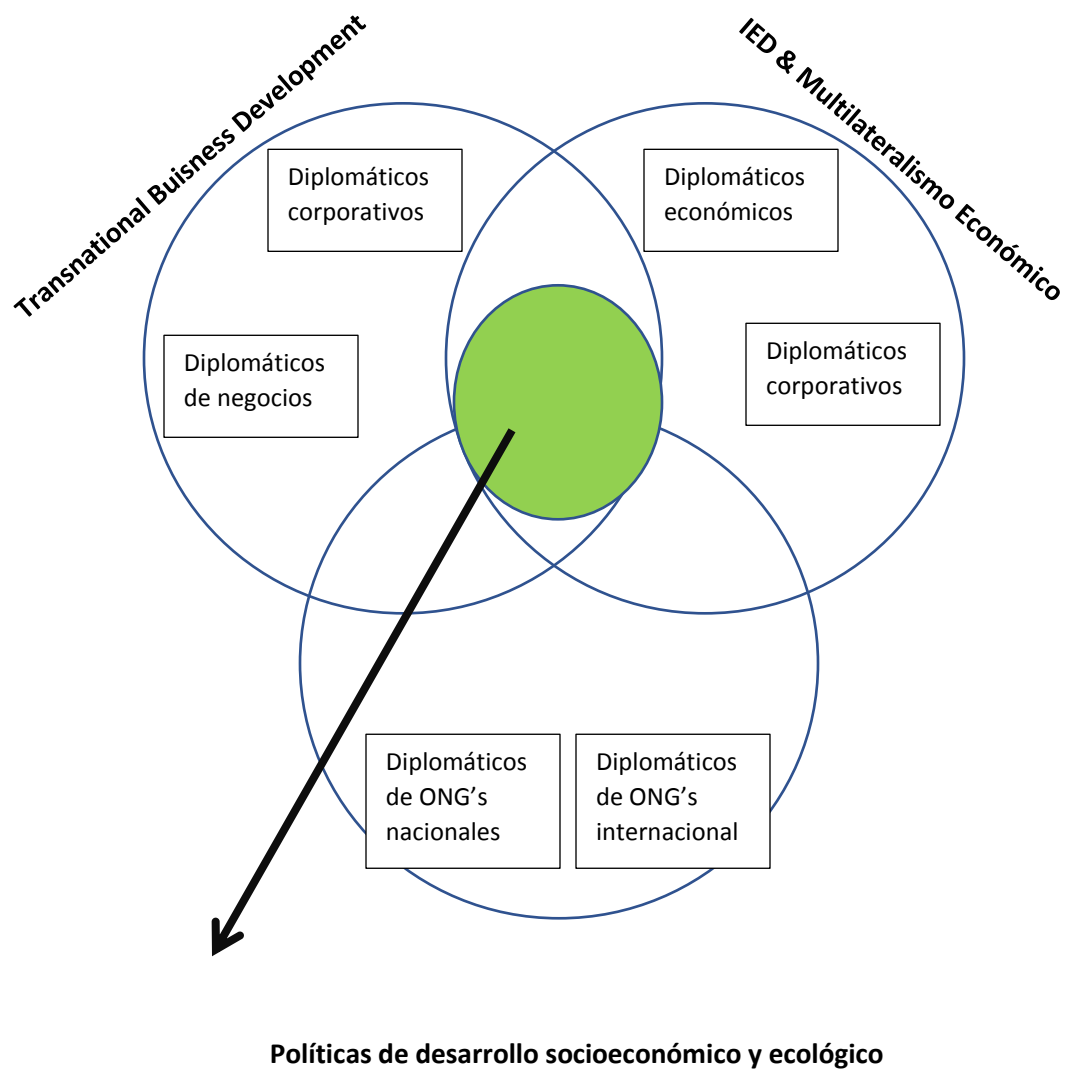 Transnational Buisness Development
IED & Multilateralismo Económico
Diplomáticos
corporativos
Diplomáticos
económicos
Diplomáticos
de negocios
Diplomáticos
corporativos
Diplomáticos
de ONG’s
nacionales
Diplomáticos
de ONG’s
internacional
Políticas de desarrollo socioeconómico y ecológico